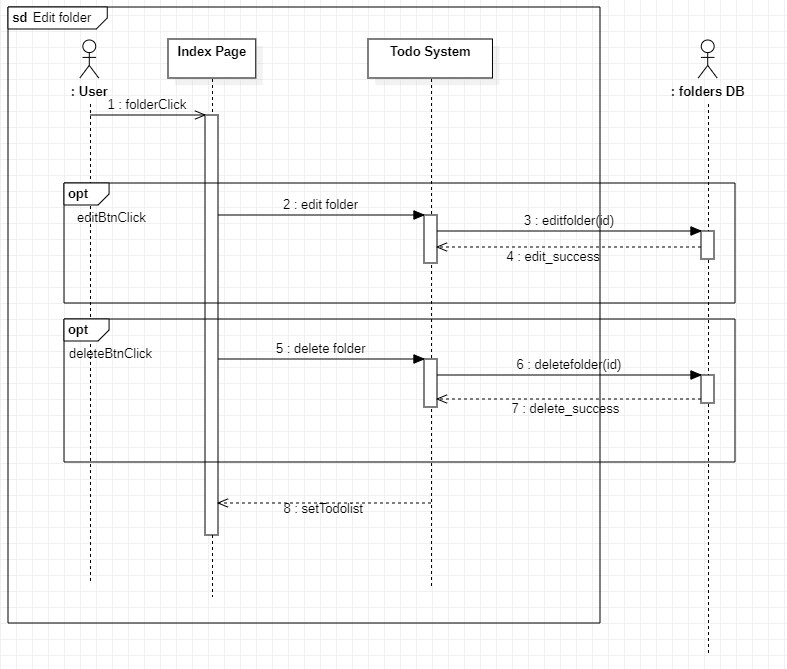 sd Edit folder
Index Page
Todo System
: User
: folders DB
1 : folderClick
opt
editBtnClick
2 : edit folder
3 : editfolder(id)
4 : edit_success
opt
deleteBtnClick
5 : delete folder
6 : deletefolder(id)
7 : delete_success
8 : setTodolist